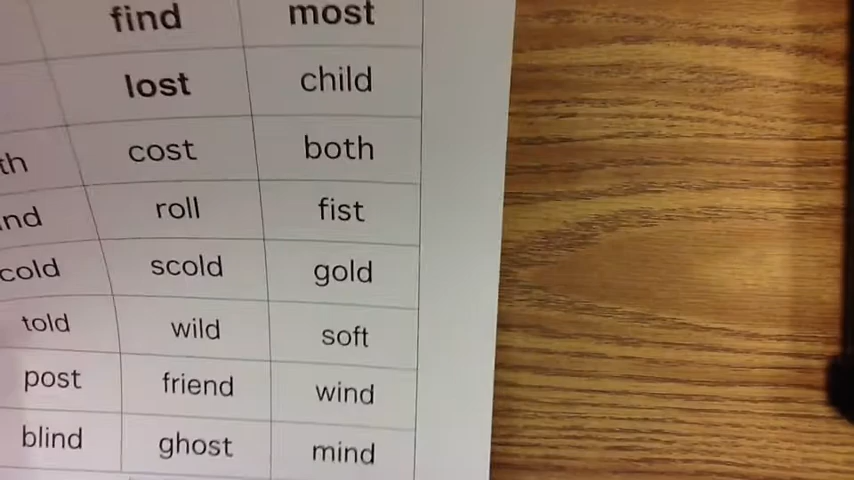 find most
lost child
cost both
roll fist
cold scold gold
told wild soft
post friend wind
blind ghost mind